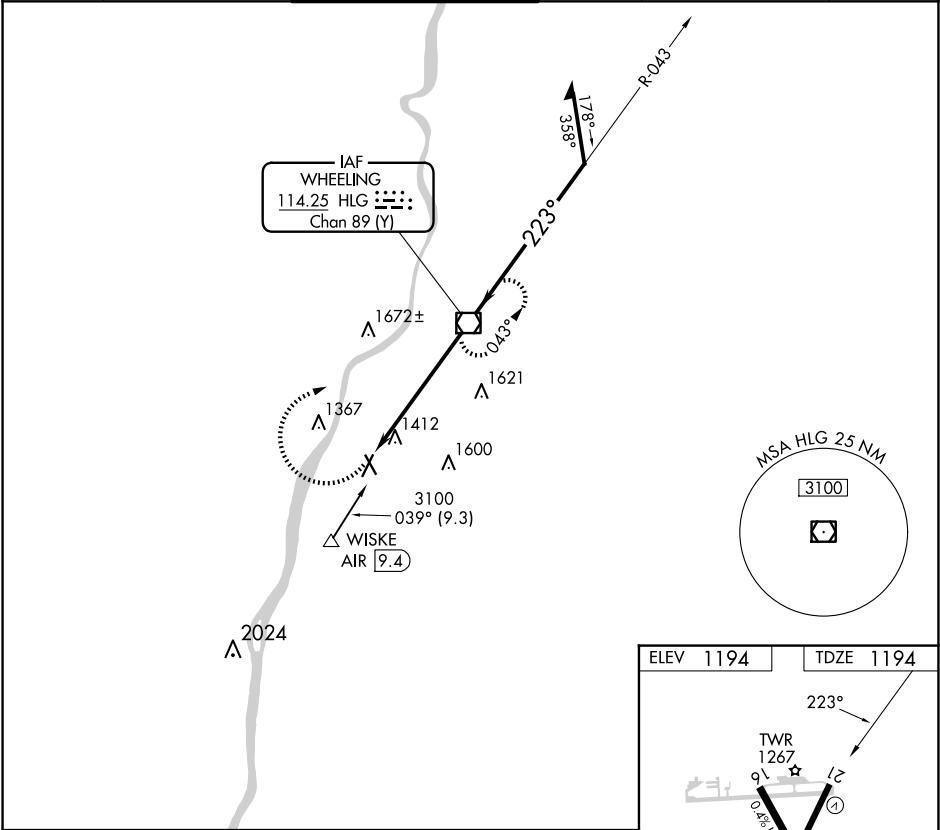 R-043
178°
358°
IAF
WHEELING
114.25 HLG
Chan 89 (Y)
223°
1672±
043°
1621
1367
1412
1600
3100
039° (9.3)
WISKE
AIR 9.4
MSA HLG 25 NM
3100
2024
ELEV 1194
TDZE 1194
223°
TWR
1267
16
21
0.4%